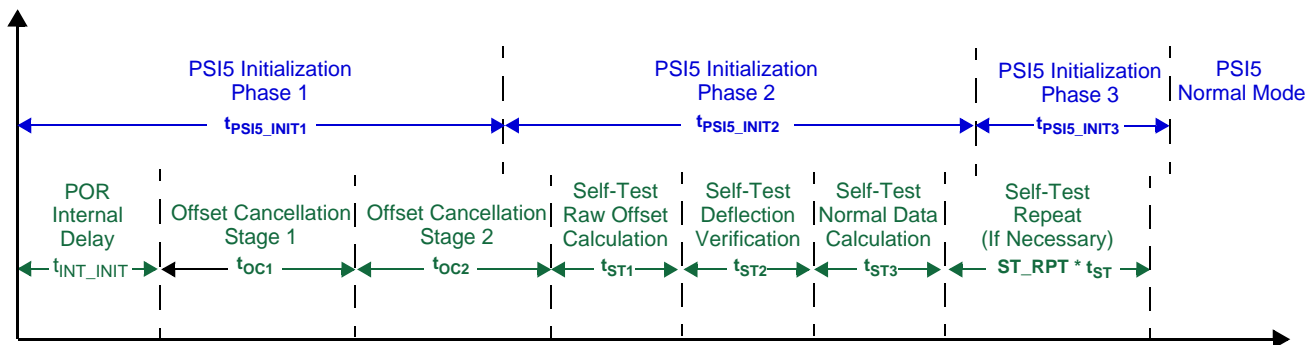 PSI5 Initialization
Phase 1
tPSI5_INIT1
PSI5 Initialization
Phase 2
tPSI5_INIT2
PSI5 Initialization
Phase 3
tPSI5_INIT3
PSI5
Normal Mode
POR
Internal
Delay
tINT_INIT
Offset Cancellation
Stage 1
tOC1
Offset Cancellation
Stage 2
tOC2
Self-Test
Raw Offset
Calculation
tST1
Self-Test
Deflection
Verification
tST2
Self-Test
Normal Data
Calculation
tST3
Self-Test
Repeat
(If Necessary)
ST_RPT * tST